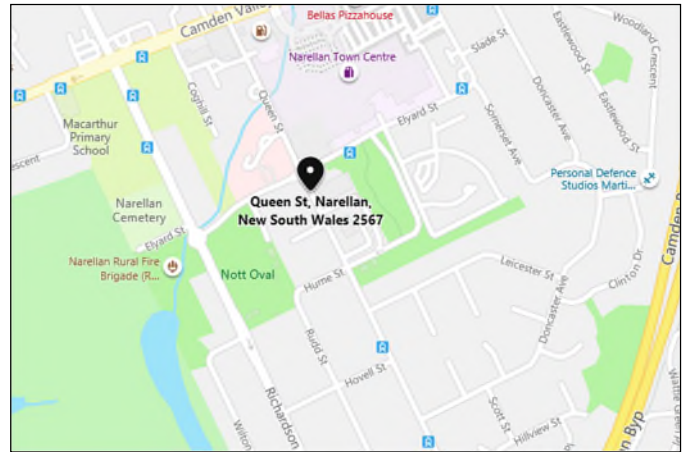 Camden Valley
Bellas Pizzahouse
Narellan Town Centre
Slade St
Eastlewood St
Woodland Crescent
Coghill St
Queen St
Elyard St
Somerset Ave
Doncaster Ave
Eastlewood St
Macarthur
Primary
School
escent
Personal Defence
Studios Marti...
Narellan
Cemetery
Queen St, Narellan,
New South Wales 2567
Elyard St
Narellan Rural Fire
Brigade (R...
Nott Oval
Hume St
Leicester St
Clinton Dr
Camden
Doncaster Ave
Rudd St
Hovell St
Richardson
Wilton
Scott St
Hillview St
n Byp